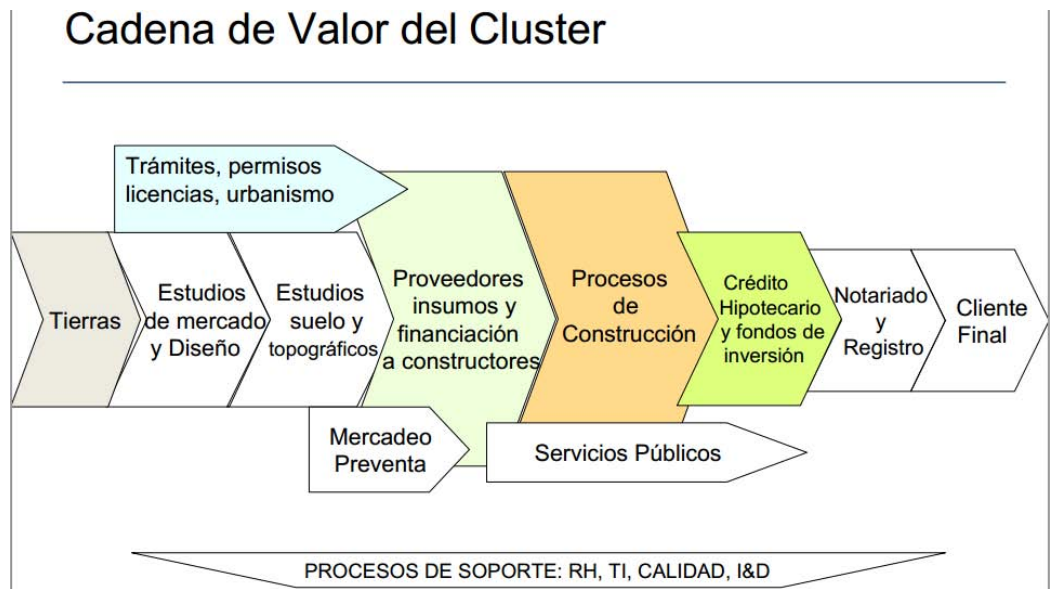 Cadena de Valor del Cluster
Trámites, permisos
licencias, urbanismo
Tierras
Estudios
de mercado
y Diseño
Estudios
suelo y
topográficos
Proveedores
insumos y
financiación
a constructores
Procesos
de
Construcción
Crédito
Hipotecario
y fondos de
inversión
Notariado
y
Registro
Cliente
Final
Mercadeo
Preventa
Servicios Públicos
PROCESOS DE SOPORTE: RH, TI, CALIDAD, I&D